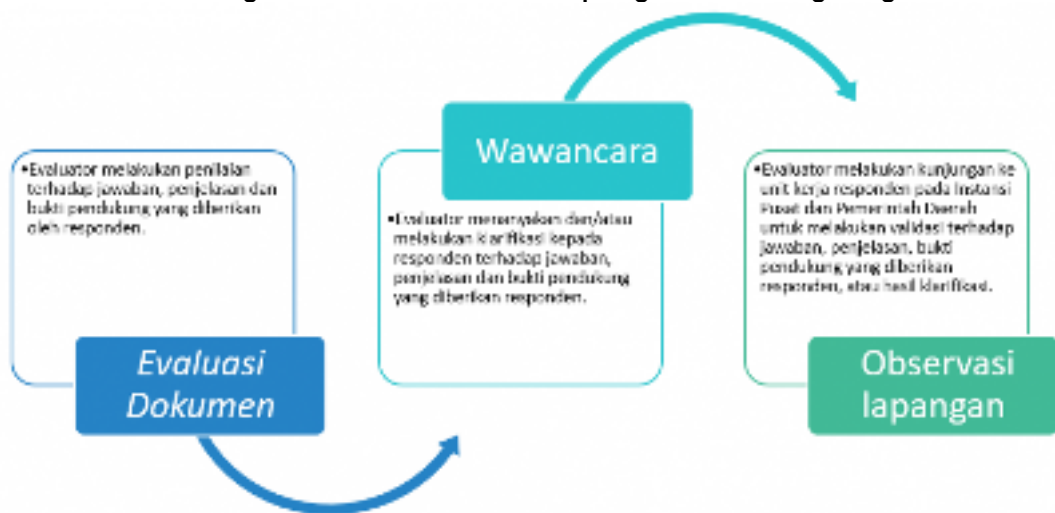 •Evaluator melakukan penilaian
terhadap jawaban, penjelasan dan
bukti pendukung yang diberikan
oleh responden.
Evaluasi
Dokumen
Wawancara
•Evaluator menanyakan dan/atau
melakukan klarifikasi kepada
responden terhadap jawaban,
penjelasan dan bukti pendukung
yang diberikan responden.
•Evaluator melakukan kunjungan ke
unit kerja responden pada Instansi
Pusat dan Pemerintah Daerah
untuk melakukan validasi terhadap
jawaban, penjelasan, bukti
pendukung yang diberikan
responden, atau hasil klarifikasi.
Observasi
lapangan